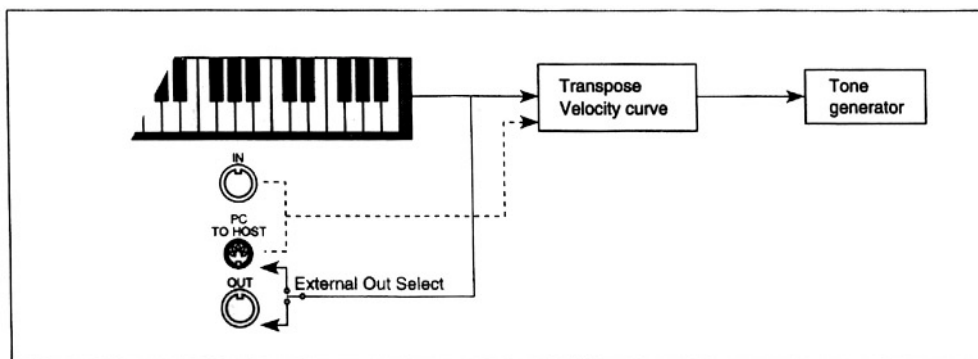 Transpose
Velocity curve
Tone
generator
IN
PC
TO HOST
OUT
External Out Select